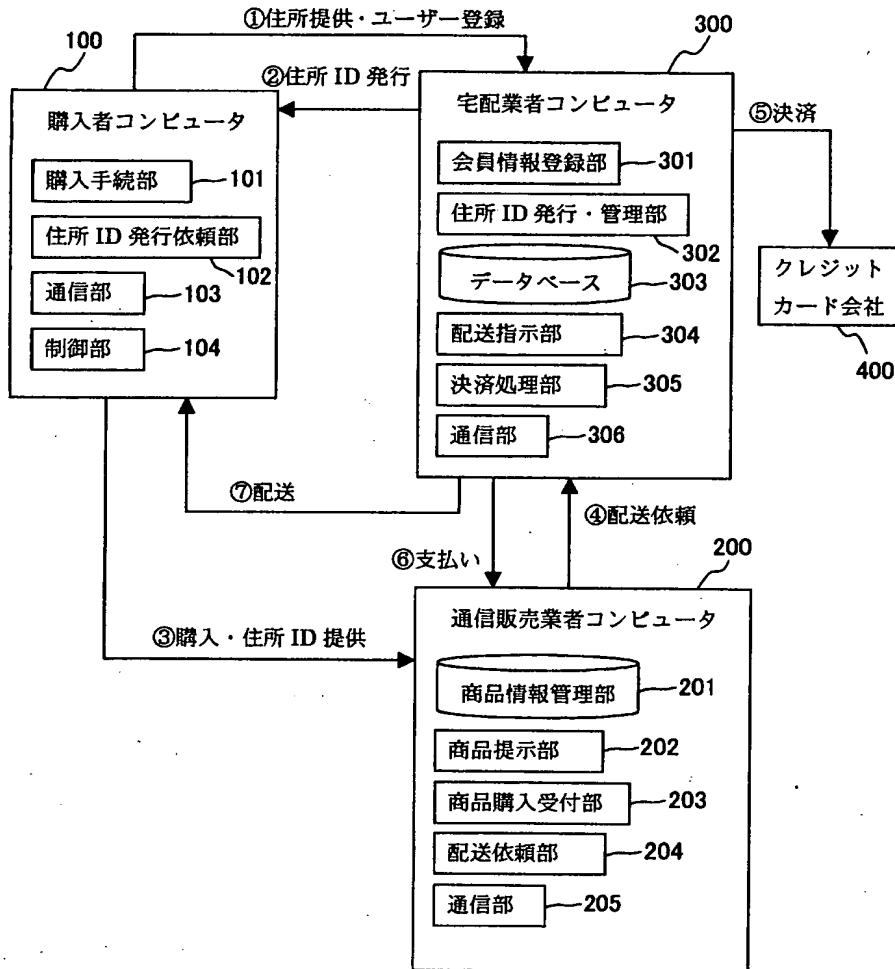 ①住所提供・ユーザー登録
100
300
②住所 ID 発行
購入者コンピュータ
購入手続部
101
住所 ID 発行依頼部
102
通信部
103
制御部
104
宅配業者コンピュータ
会員情報登録部
301
住所 ID 発行・管理部
302
データベース
303
配送指示部
304
決済処理部
305
通信部
306
⑤決済
クレジット
カード会社
400
⑦配送
④配送依頼
⑥支払い
200
③購入・住所 ID 提供
通信販売業者コンピュータ
商品情報管理部
201
商品提示部
202
商品購入受付部
203
配送依頼部
204
通信部
205